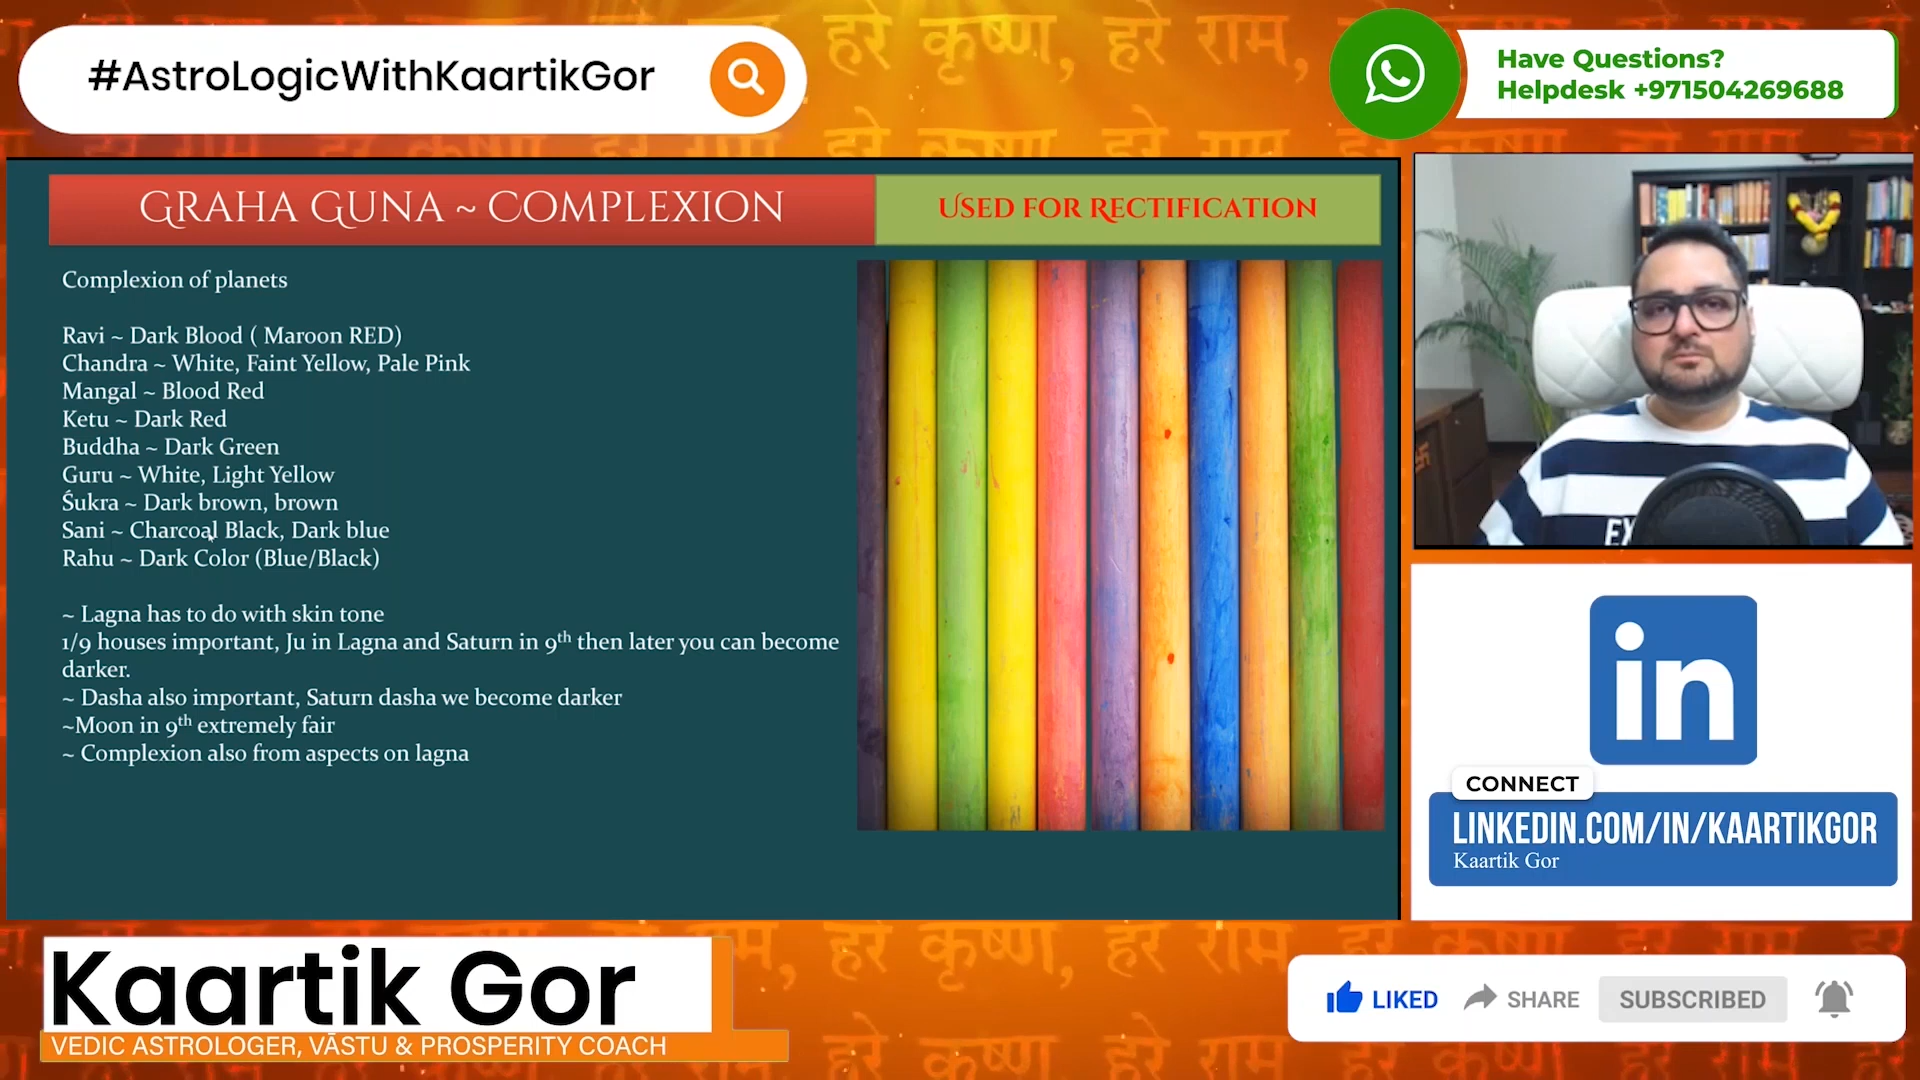 #AstroLogicWithKaartikGor
Have Questions?
Helpdesk +971504269688
GRAHA GUNA ~ COMPLEXION
USED FOR RECTIFICATION
Complexion of planets
Ravi ~ Dark Blood ( Maroon RED)
Chandra ~ White, Faint Yellow, Pale Pink
Mangal ~ Blood Red
Ketu ~ Dark Red
Buddha ~ Dark Green
Guru ~ White, Light Yellow
Śukra ~ Dark brown, brown
Sani ~ Charcoal Black, Dark blue
Rahu ~ Dark Color (Blue/Black)
~ Lagna has to do with skin tone
1/9 houses important, Ju in Lagna and Saturn in 9th then later you can become
darker.
~ Dasha also important, Saturn dasha we become darker
~Moon in 9th extremely fair
~ Complexion also from aspects on lagna
in
CONNECT
LINKEDIN.COM/IN/KAARTIKGOR
Kaartik Gor
Kaartik Gor
VEDIC ASTROLOGER, VĀSTU & PROSPERITY COACH
LIKED
SHARE
SUBSCRIBED
हरे कृष्ण, हरे राम,
हरे कृष्ण, हरे राम,